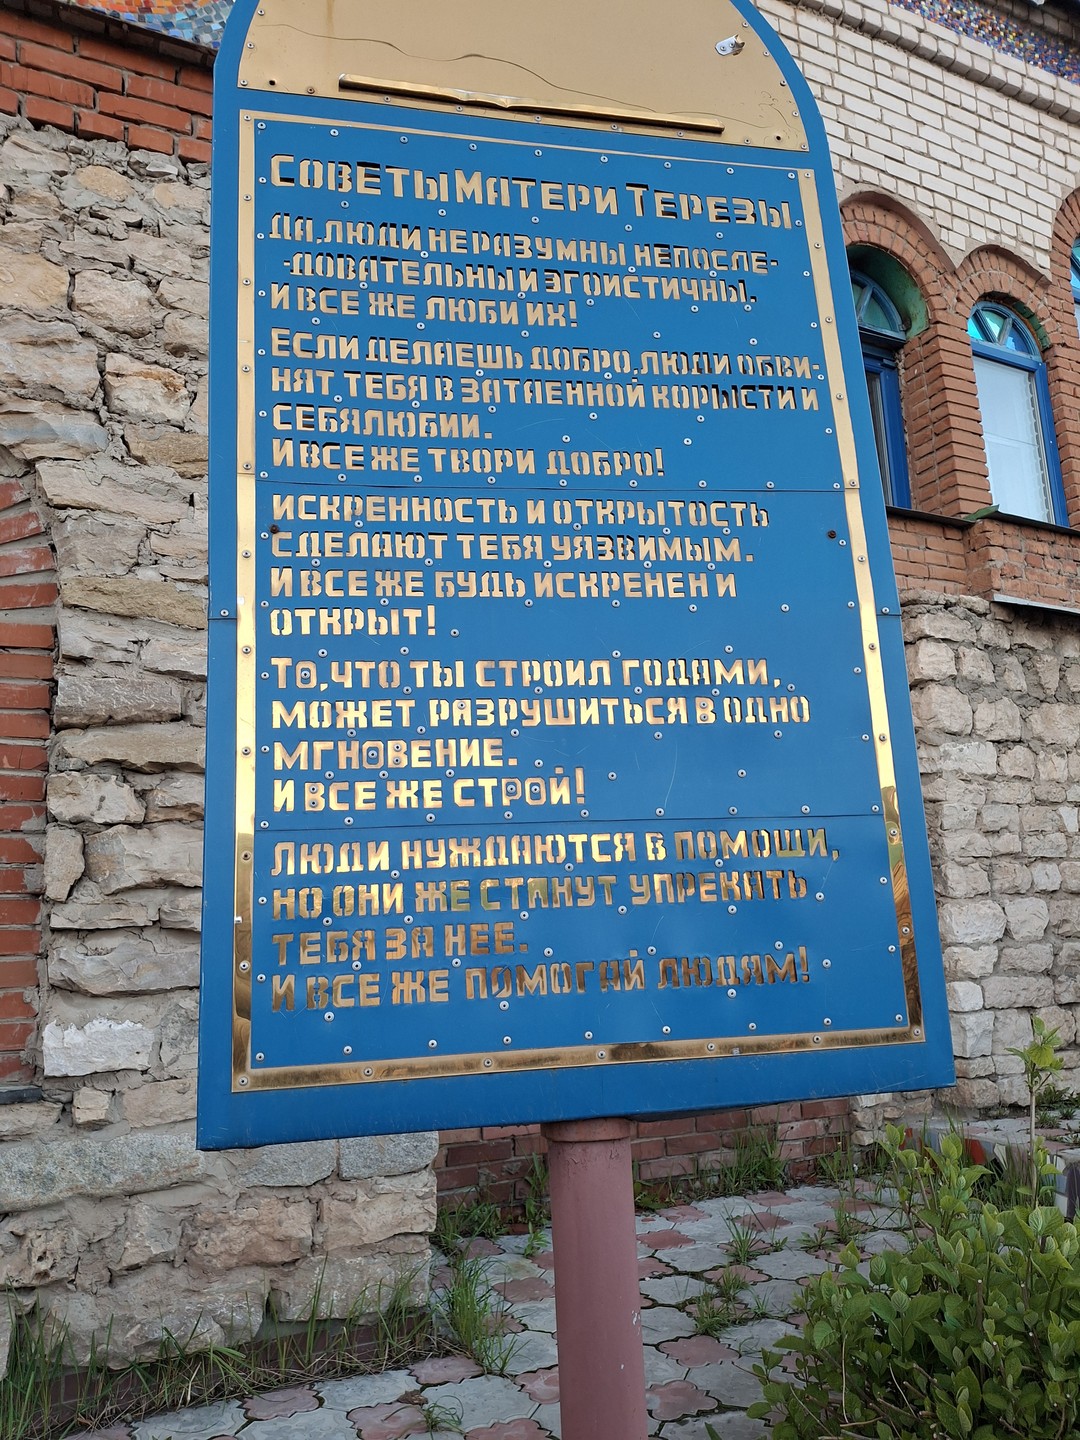 Советы Матери Терезы
Да, люди не разумны непосле-
-довательны и эгоистичны.
И все же люби их!
Если делаешь добро, люди обви-
нят тебя в затаенной корысти и
себялюбии.
И все же твори добро!
Искренность и открытость
сделают тебя уязвимым.
И все же будь искренен и
открыт!
То, что ты строил годами,
может разрушиться в одно
мгновение.
И все же строй!
Люди нуждаются в помощи,
но они же станут упрекать
тебя за нее.
И все же помогай людям!